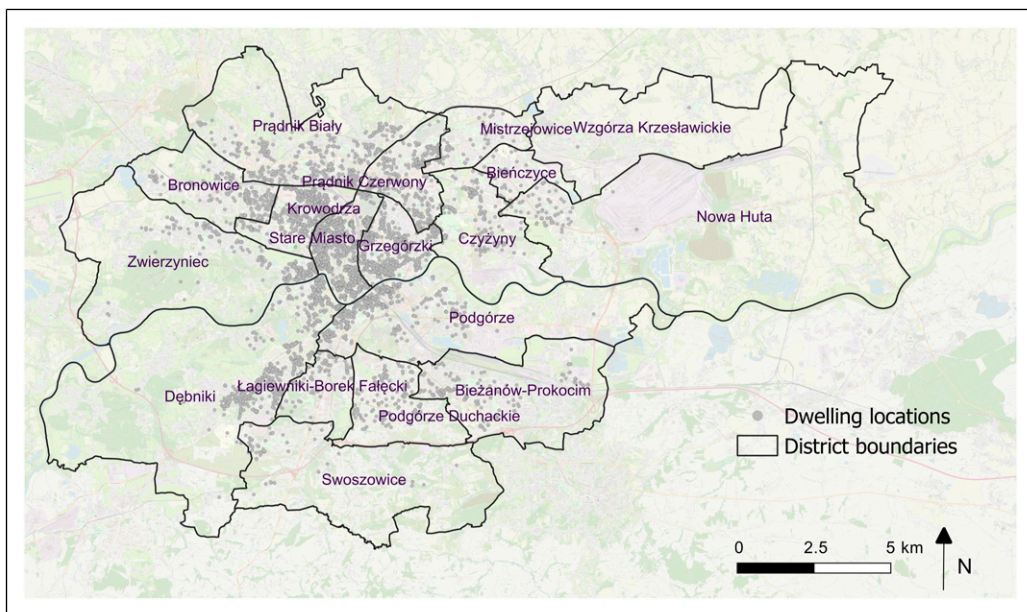 Prądnik Biały
Mistrzejowice
Wzgórza Krzesławickie
Bronowice
Prądnik Czerwony
Bieńczyce
Krowodrza
Nowa Huta
Stare Miasto
Grzegórzki
Czyżyny
Zwierzyniec
Podgórze
Dębniki
Łagiewniki-Borek Fałęcki
Bieżanów-Prokocim
Podgórze Duchackie
Swoszowice
Dwelling locations
District boundaries
0 2.5 5 km
N